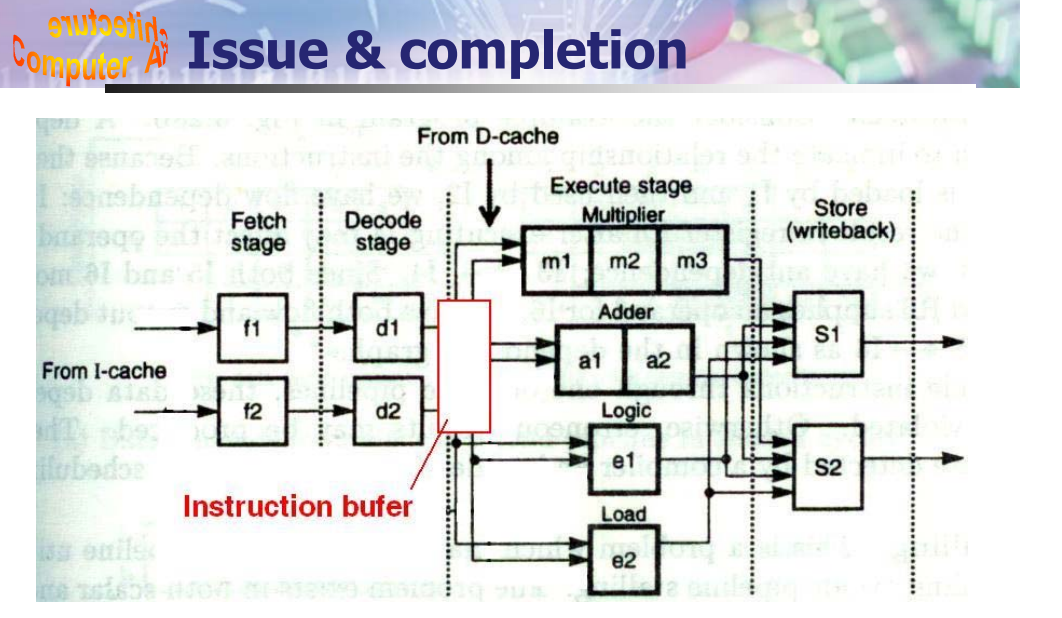 Computer Architecture
Issue & completion
From D-cache
Execute stage
Fetch
stage
Decode
stage
Multiplier
Store
(writeback)
m1 m2 m3
Adder
f1 d1 a1 a2 S1
From I-cache
f2 d2
Logic
e1 S2
Instruction bufer
Load
e2